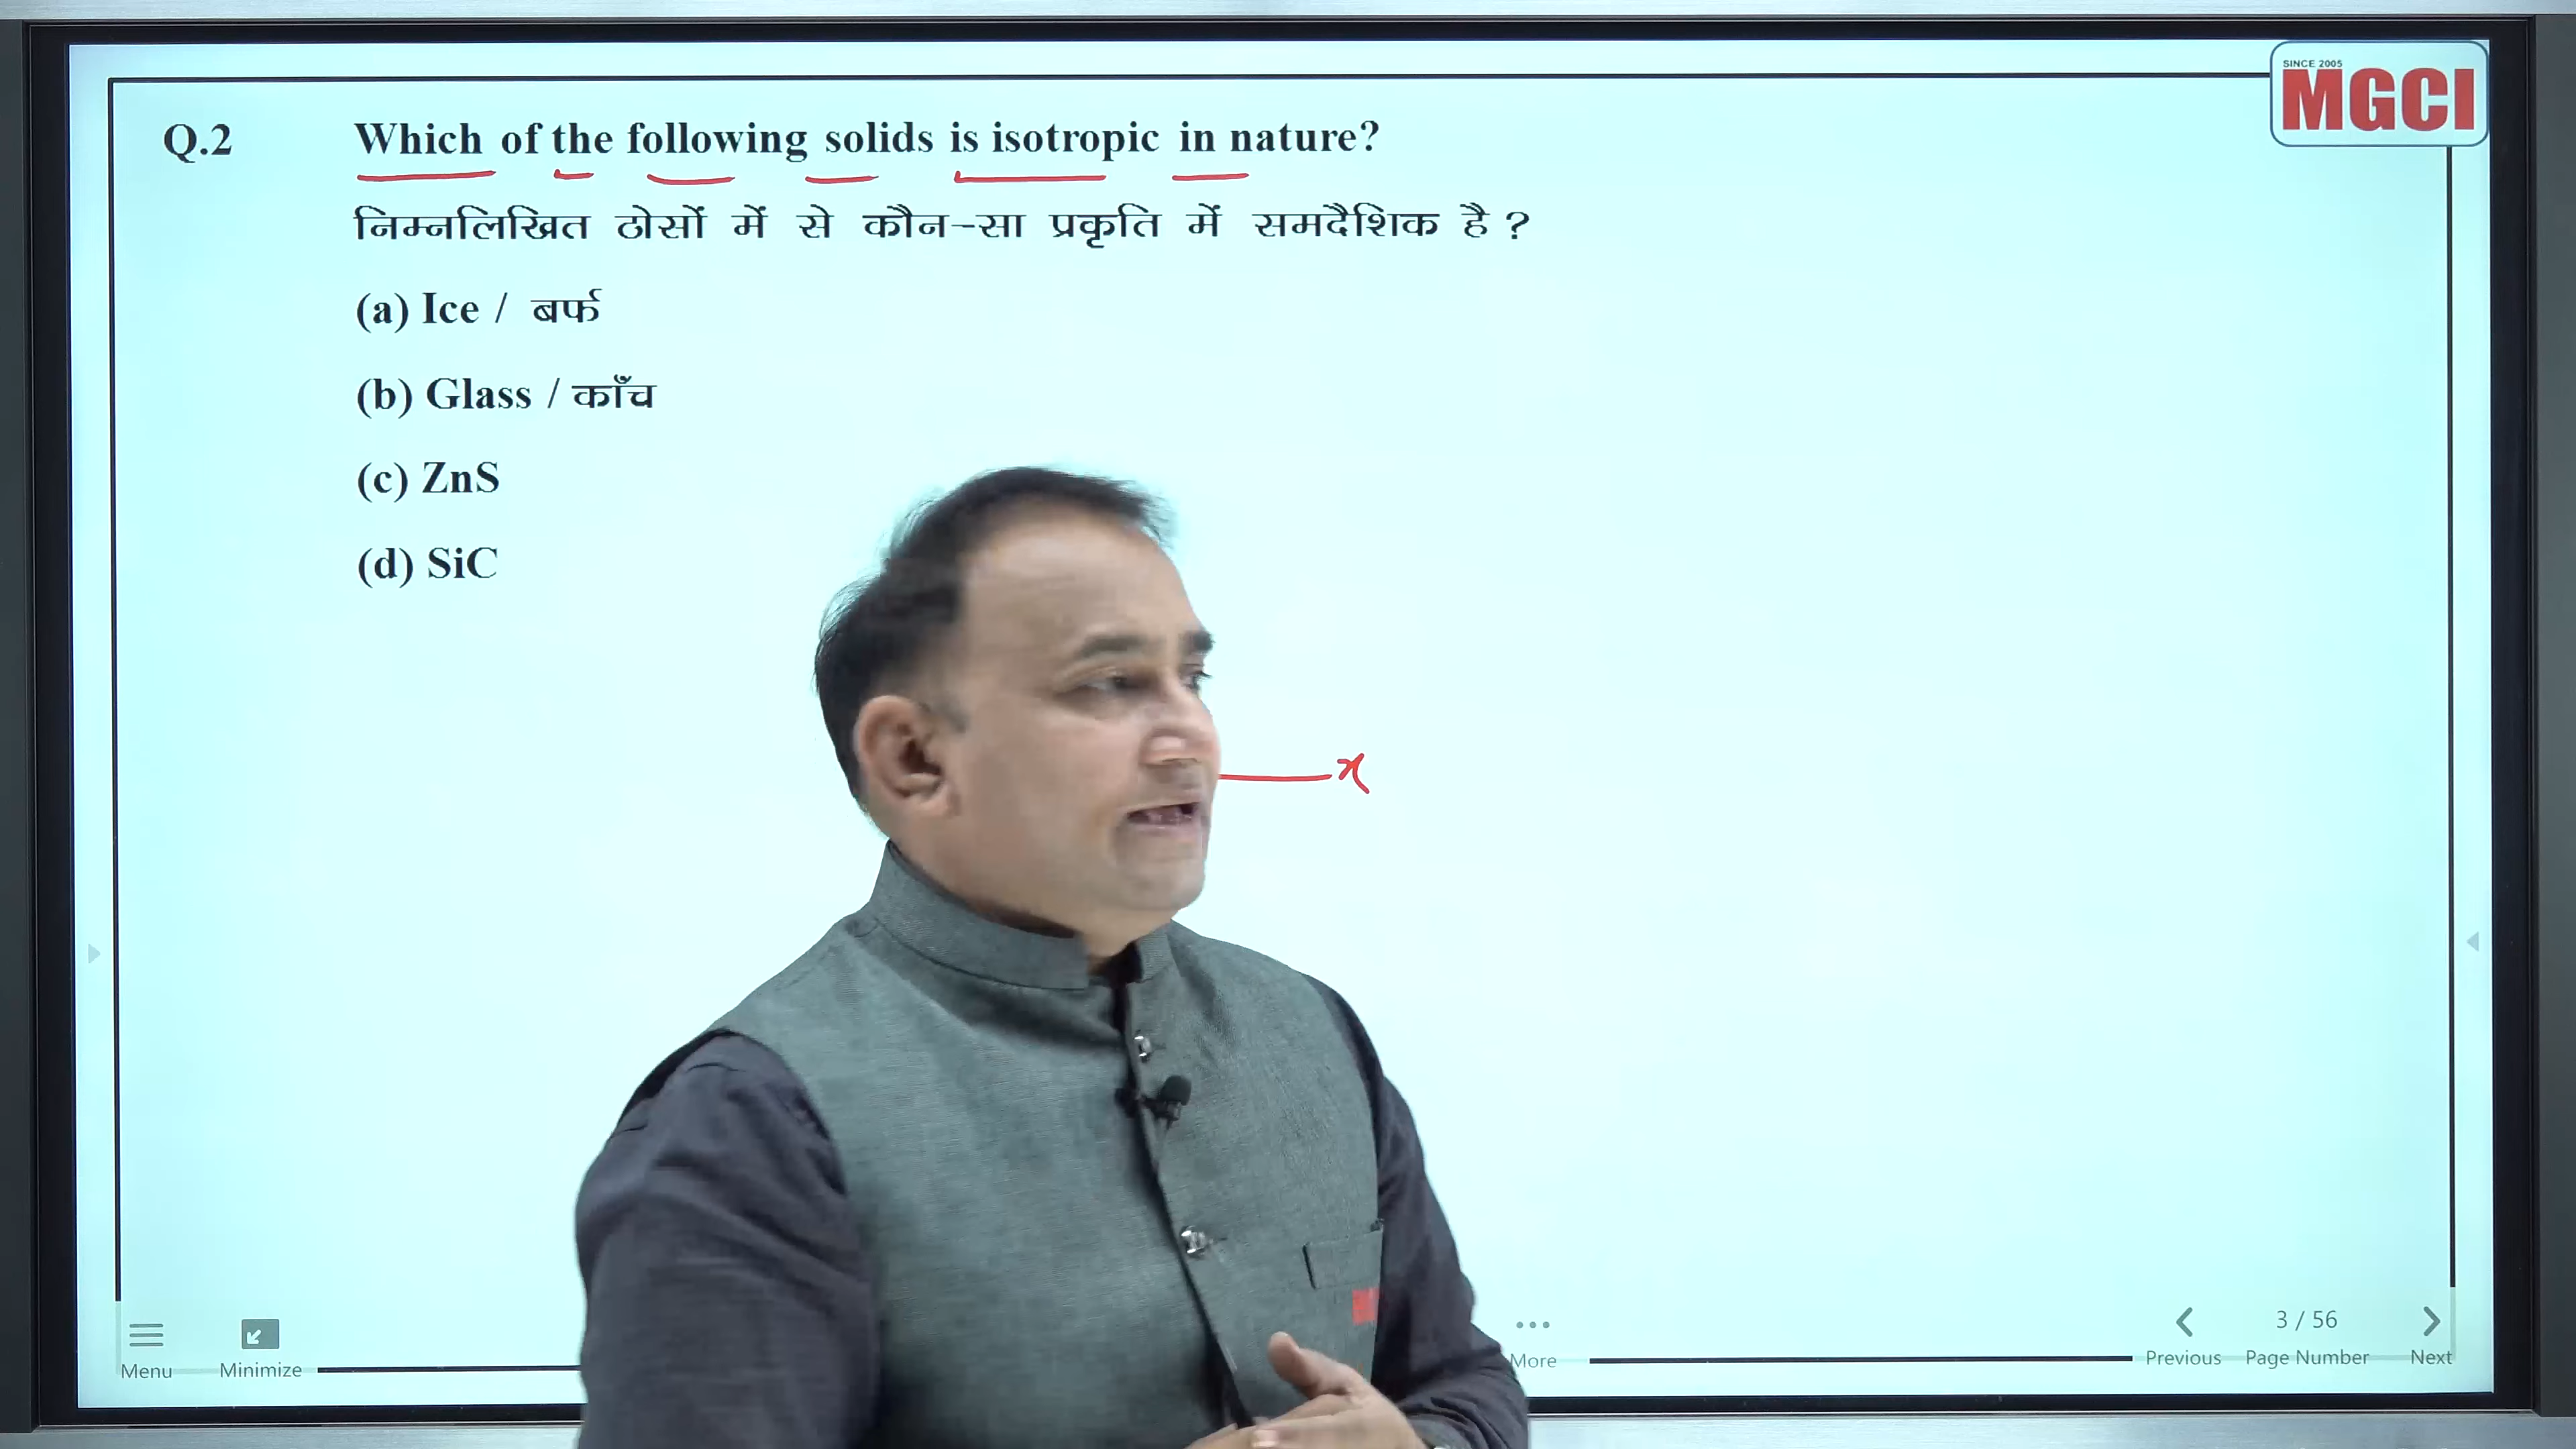 SINCE 2005
MGCI
Q.2 Which of the following solids is isotropic in nature?
निम्नलिखित ठोसों में से कौन-सा प्रकृति में समदैशिक है ?
(a) Ice / बर्फ
(b) Glass / काँच
(c) ZnS
(d) SiC
x
Menu Minimize More Previous 3 / 56 Page Number Next